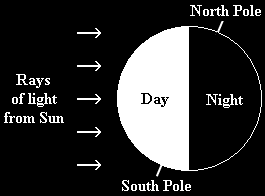 North Pole
Rays
of light
from Sun
Day
Night
South Pole